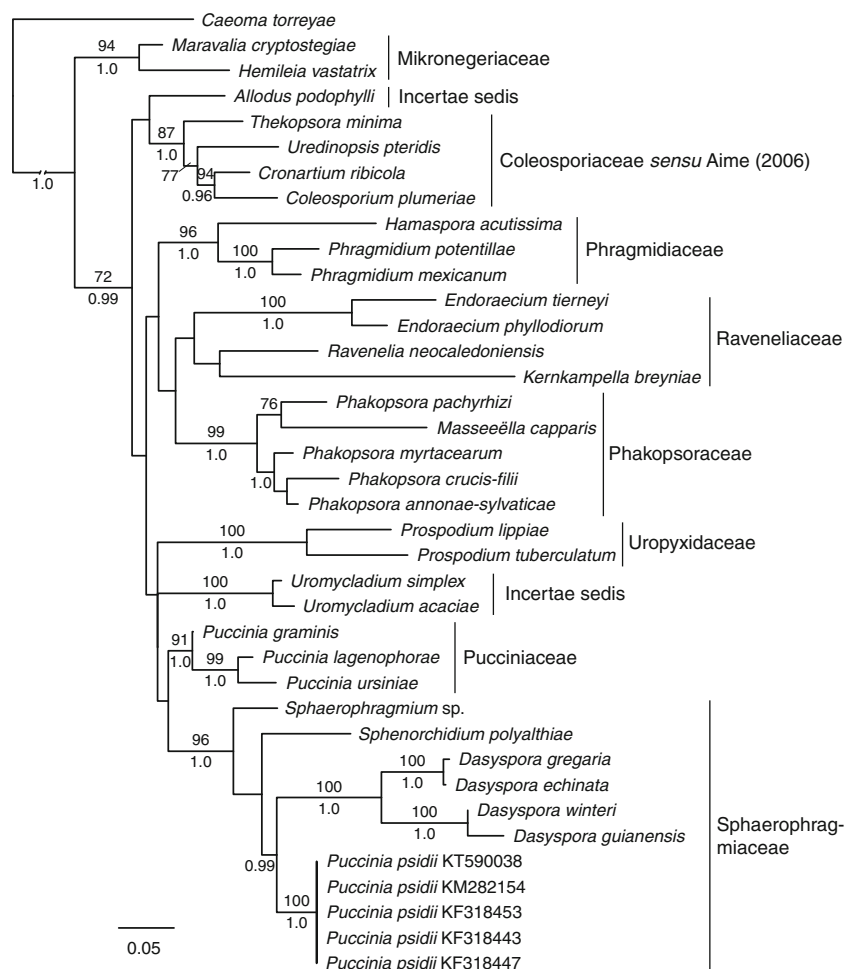 Caeoma torreyae
94
Maravalia cryptostegiae
1.0
Hemileia vastatrix
Mikronegeriaceae
Allodus podophylli
Incertae sedis
87
Thekopsora minima
1.0
Uredinopsis pteridis
77
94
Cronartium ribicola
0.96
Coleosporium plumeriae
Coleosporiaceae sensu Aime (2006)
1.0
96
Hamaspora acutissima
1.0
100
Phragmidium potentillae
1.0
Phragmidium mexicanum
Phragmidiaceae
72
0.99
100
Endoraecium tierneyi
1.0
Endoraecium phyllodiorum
Ravenelia neocaledoniensis
Kernkampella breyniae
Raveneliaceae
76
Phakopsora pachyrhizi
Masseeëlla capparis
99
1.0
Phakopsora myrtacearum
1.0
Phakopsora crucis-filii
Phakopsora annonae-sylvaticae
Phakopsoraceae
100
Prospodium lippiae
1.0
Prospodium tuberculatum
Uropyxidaceae
100
Uromycladium simplex
1.0
Uromycladium acaciae
Incertae sedis
91
Puccinia graminis
1.0
99
Puccinia lagenophorae
1.0
Puccinia ursiniae
Pucciniaceae
Sphaerophragmium sp.
96
1.0
Sphenorchidium polyalthiae
100
Dasyspora gregaria
1.0
Dasyspora echinata
100
1.0
100
Dasyspora winteri
1.0
Dasyspora guianensis
Sphaerophrag-
miaceae
0.99
Puccinia psidii KT590038
Puccinia psidii KM282154
100
Puccinia psidii KF318453
1.0
Puccinia psidii KF318443
Puccinia psidii KF318447
0.05